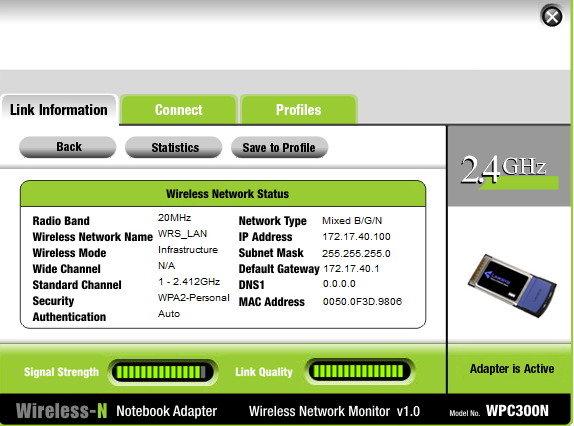 Link Information Connect Profiles
Back Statistics Save to Profile
2.4GHz
Wireless Network Status
Radio Band 20MHz Network Type Mixed B/G/N
Wireless Network Name WRS_LAN IP Address 172.17.40.100
Wireless Mode Infrastructure Subnet Mask 255.255.255.0
Wide Channel N/A Default Gateway 172.17.40.1
Standard Channel 1 - 2.412GHz DNS1 0.0.0.0
Security WPA2-Personal MAC Address 0050.0F3D.9806
Authentication Auto
Signal Strength Link Quality Adapter is Active
Wireless-N Notebook Adapter Wireless Network Monitor v1.0 Model No. WPC300N